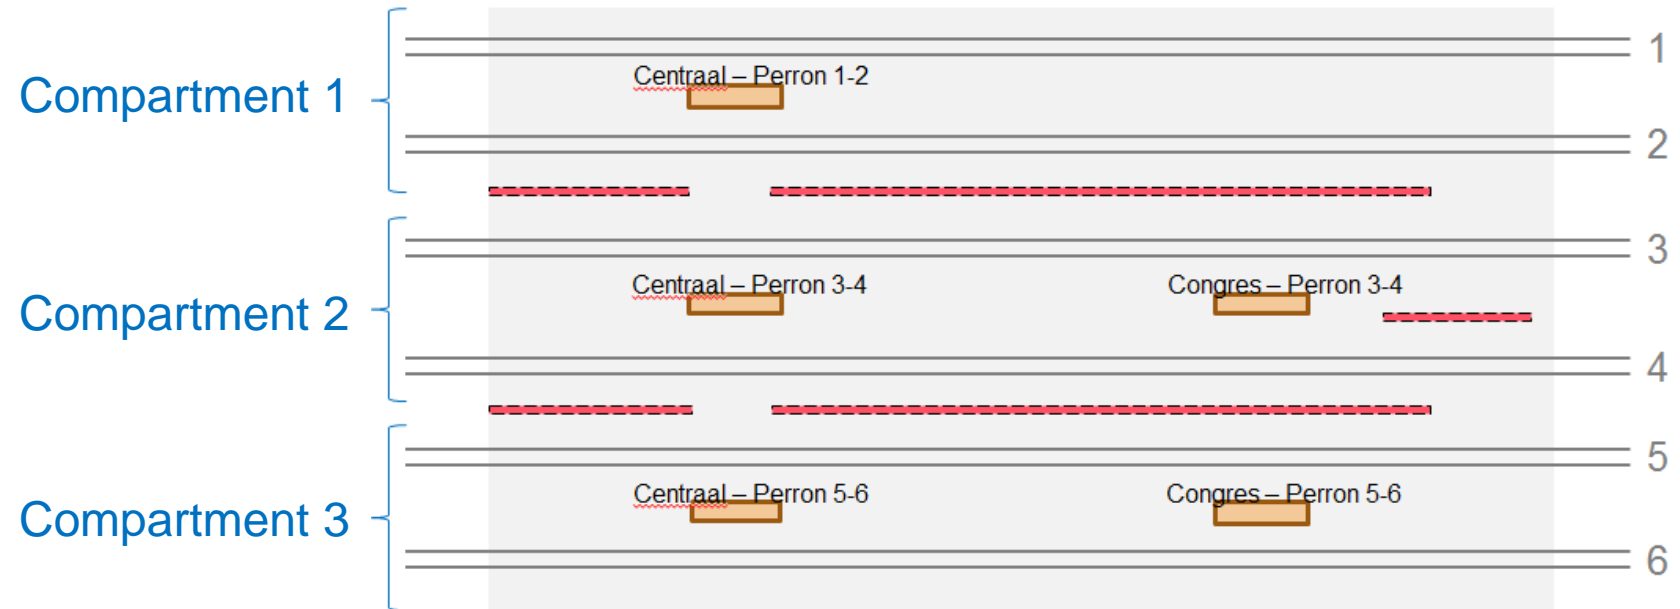 1
Centraal – Perron 1-2
Compartment 1
2
3
Centraal – Perron 3-4
Congres – Perron 3-4
Compartment 2
4
5
Centraal – Perron 5-6
Congres – Perron 5-6
Compartment 3
6